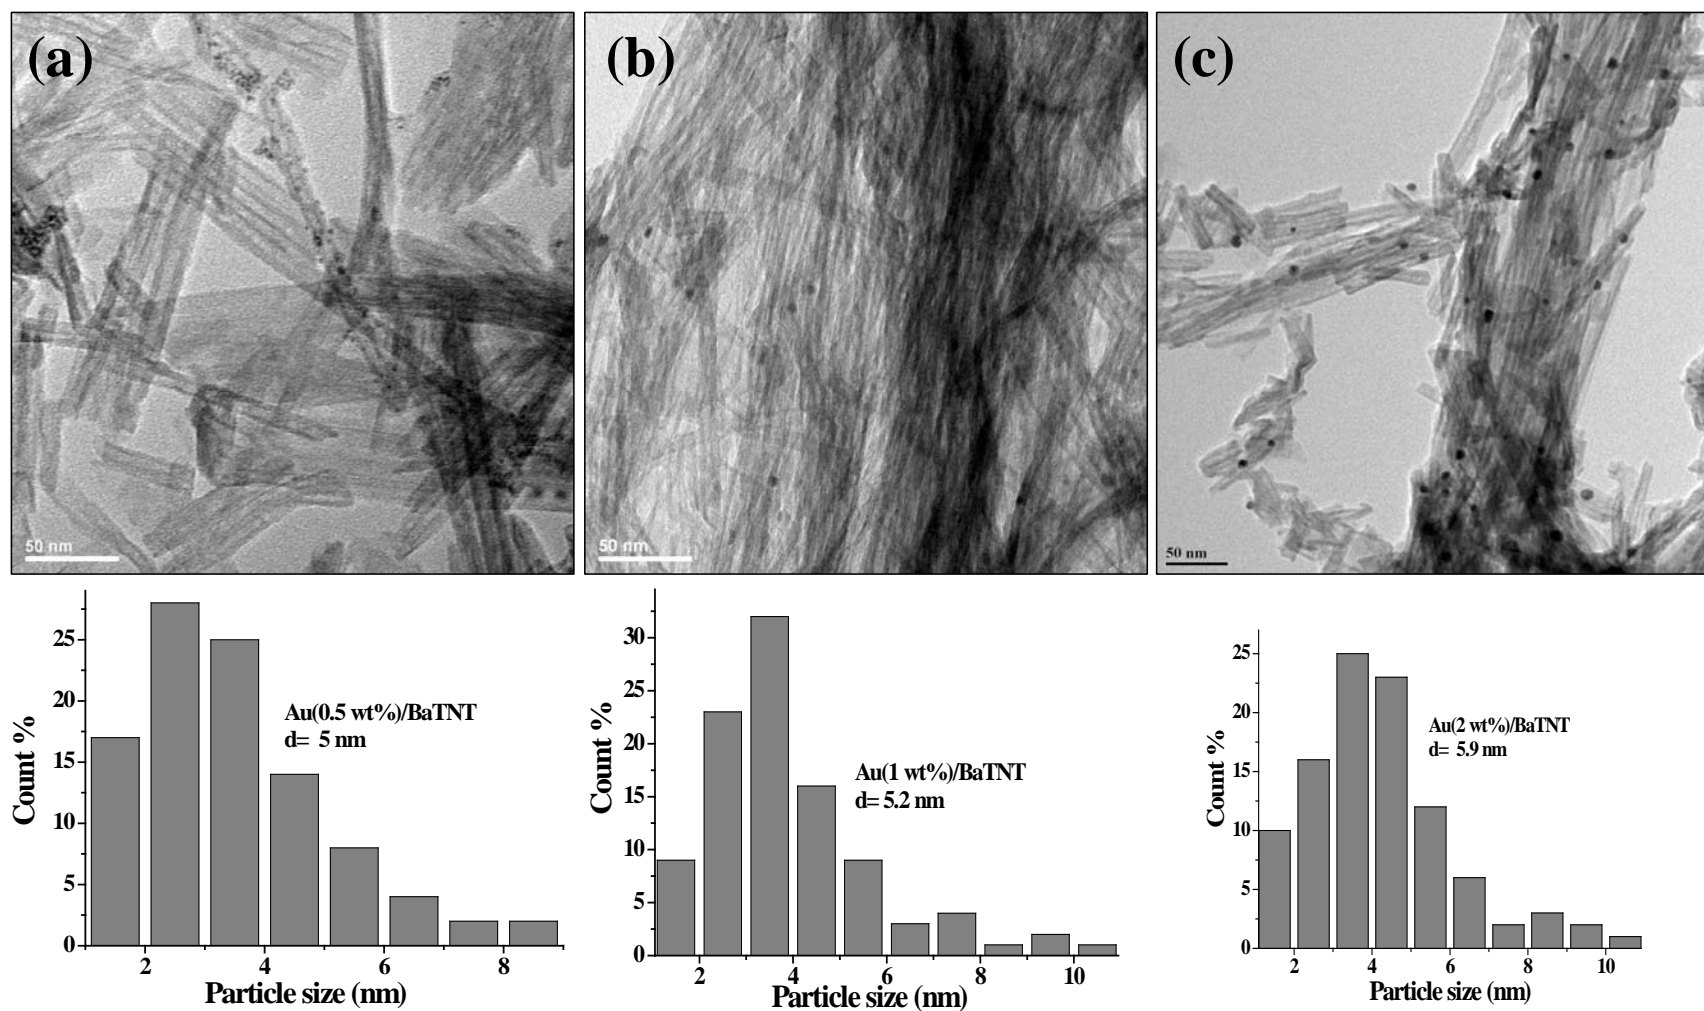 (a)
(b)
(c)
50 nm
50 nm
50 nm
25
20
15
10
5
0
Count %
Au(0.5 wt%)/BaTNT
d= 5 nm
2 4 6 8
Particle size (nm)
30
25
20
15
10
5
0
Count %
Au(1 wt%)/BaTNT
d= 5.2 nm
2 4 6 8 10
Particle size (nm)
25
20
15
10
5
0
Count %
Au(2 wt%)/BaTNT
d= 5.9 nm
2 4 6 8 10
Particle size (nm)